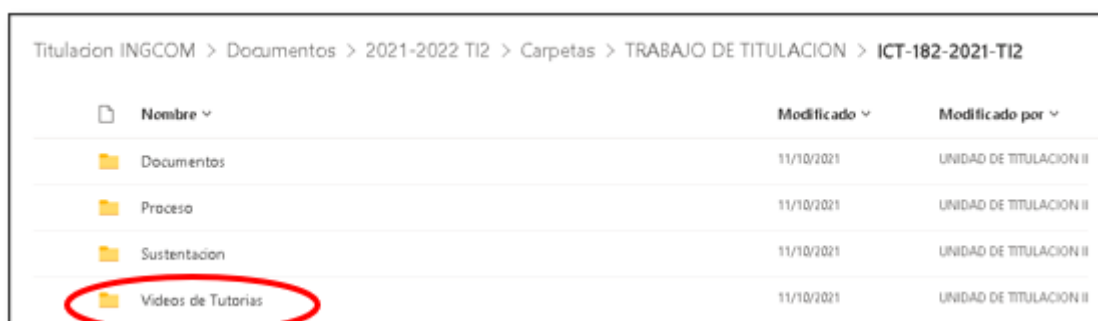 Titulacion INGCOM > Documentos > 2021-2022 TI2 > Carpetas > TRABAJO DE TITULACION > ICT-182-2021-TI2
Nombre Modificado Modificado por
Documentos 11/10/2021 UNIDAD DE TITULACION II
Proceso 11/10/2021 UNIDAD DE TITULACION II
Sustentacion 11/10/2021 UNIDAD DE TITULACION II
Videos de Tutorias 11/10/2021 UNIDAD DE TITULACION II